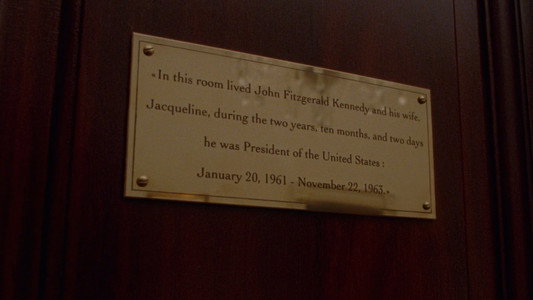 «In this room lived John Fitzgerald Kennedy and his wife,
Jacqueline, during the two years, ten months, and two days
he was President of the United States :
January 20, 1961 - November 22, 1963.»